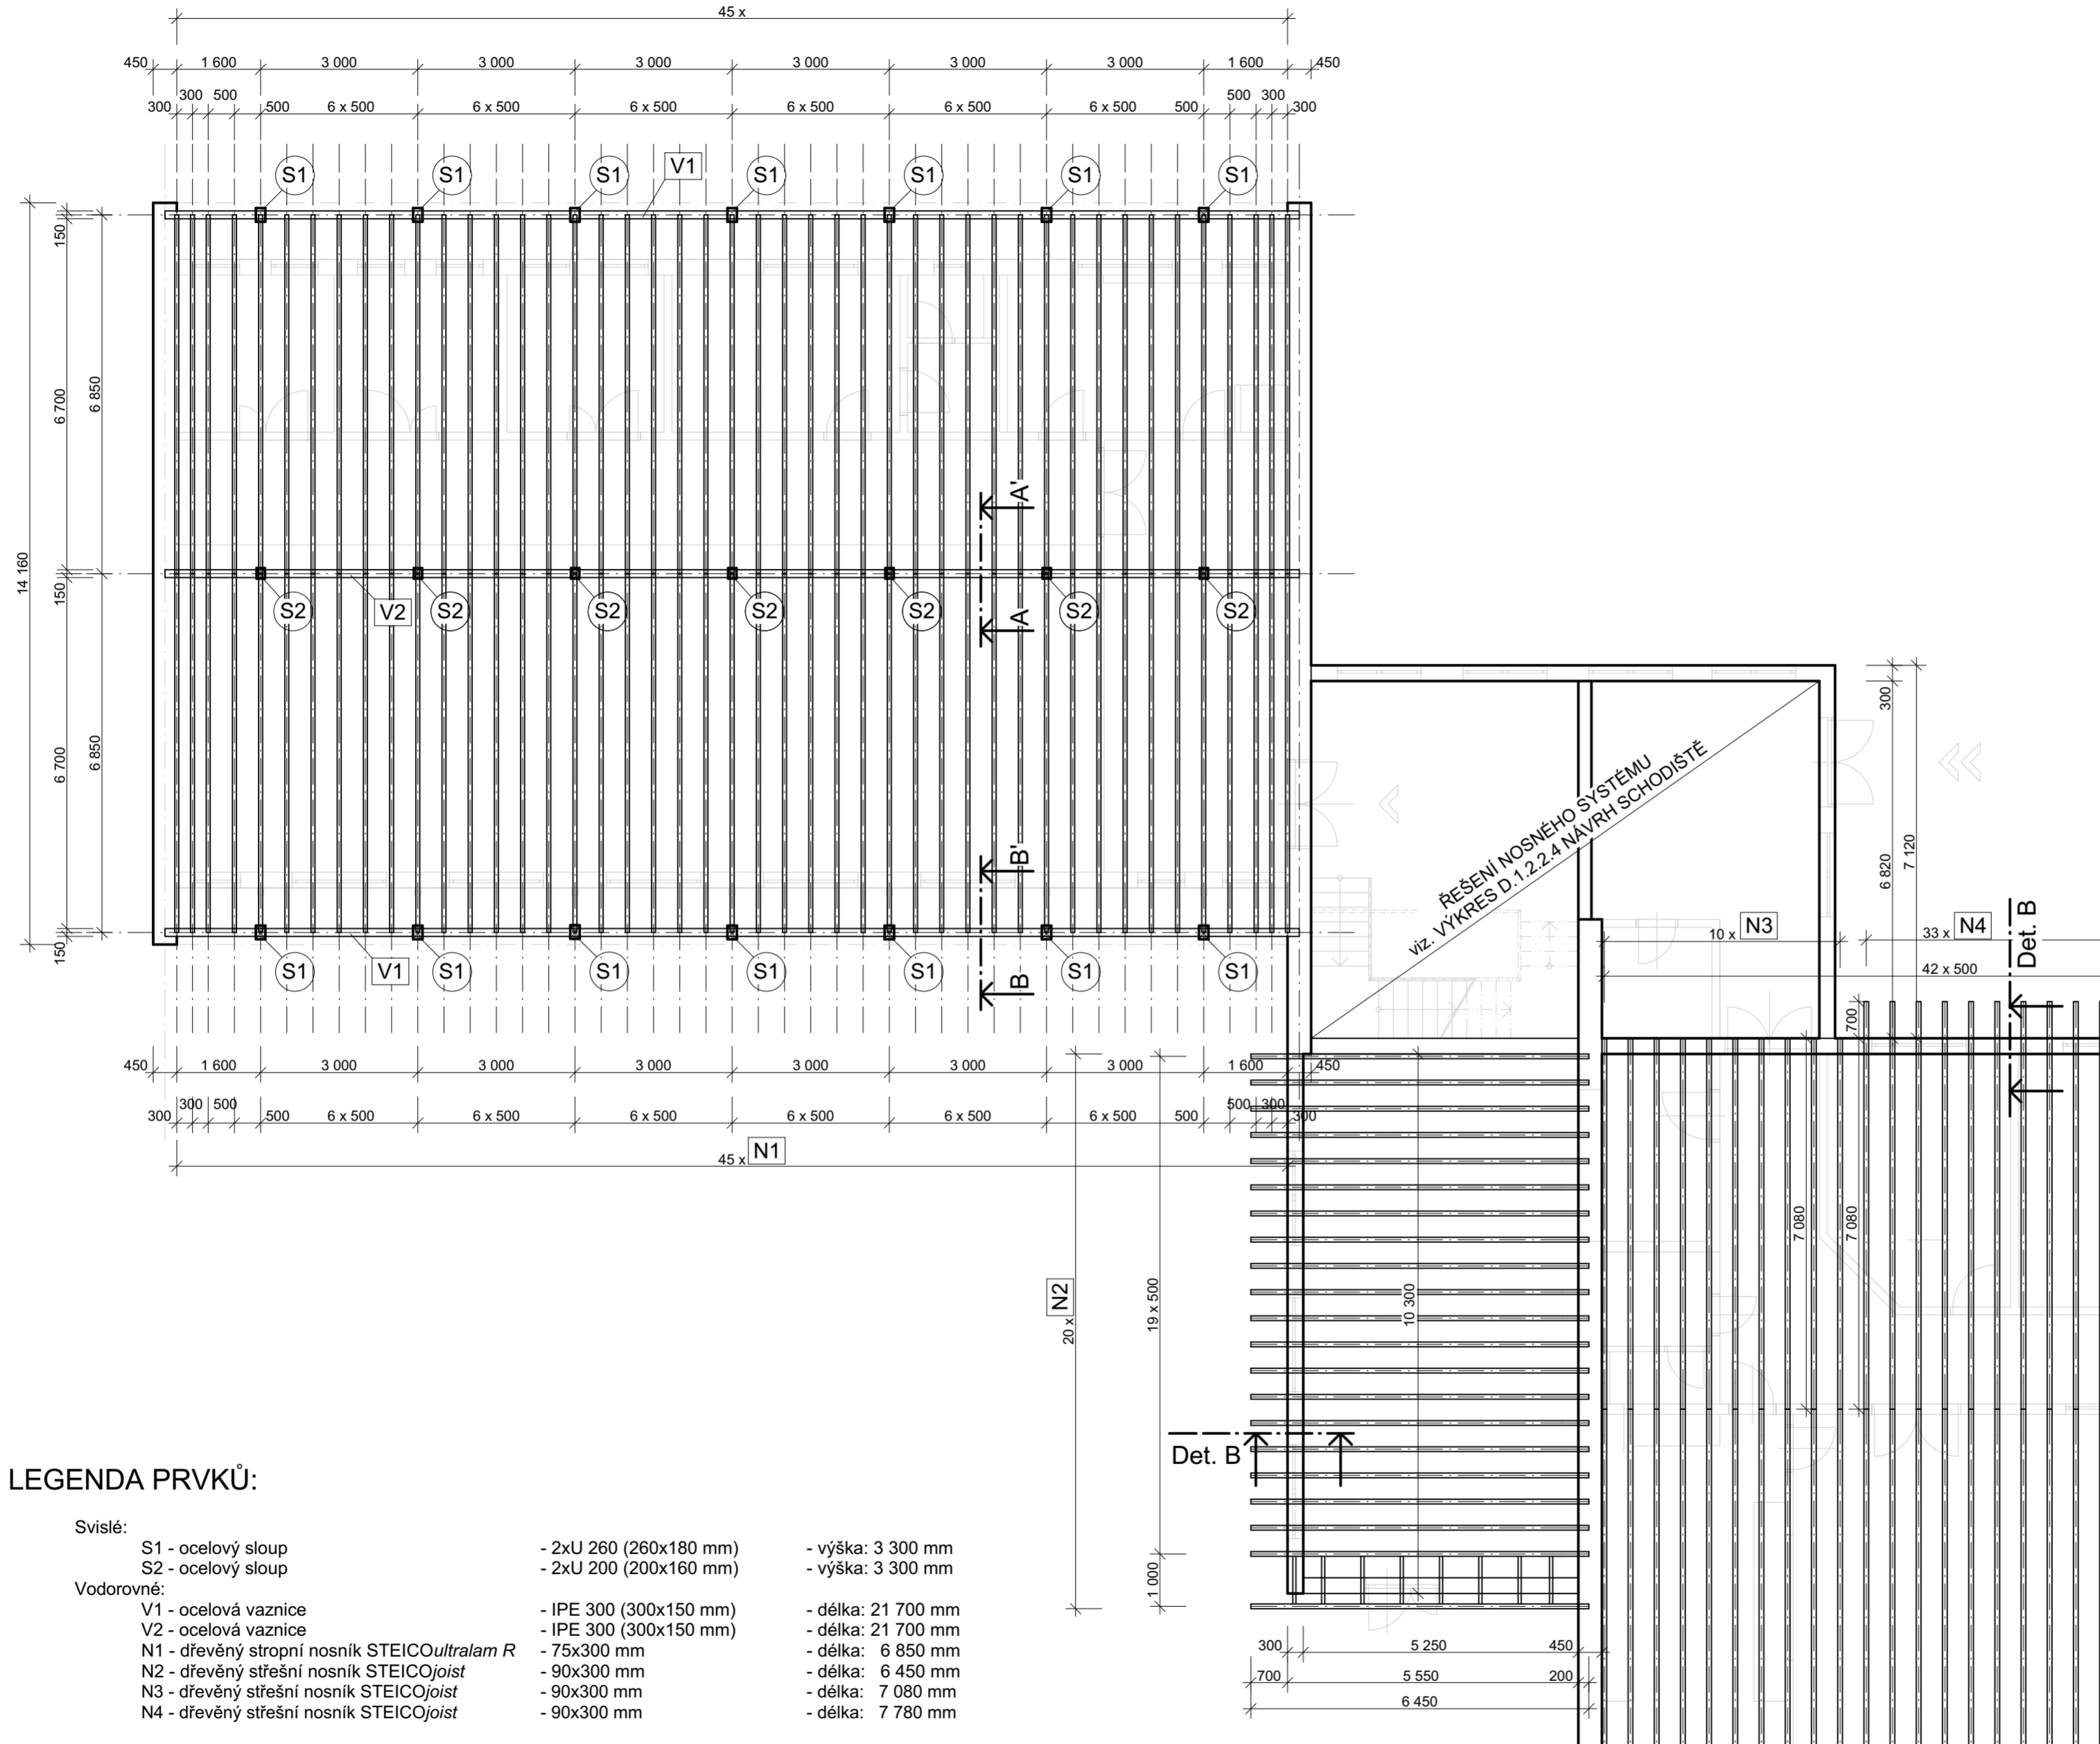 45 x
450 1 600 3 000 3 000 3 000 3 000 3 000 3 000 1 600 450
300 500 500 300
300 500 6 x 500 6 x 500 6 x 500 6 x 500 6 x 500 6 x 500 500 300
V1
S1 S1 S1 S1 S1 S1 S1
150
6 700
6 850
14 160
A'
150
S2 V2 S2 S2 S2 S2 S2 S2
A
300
6 700
6 850
ŘEŠENÍ NOSNÉHO SYSTÉMU
viz. VÝKRES D.1.2.2.4 NÁVRH SCHODIŠTĚ
6 820
7 120
B'
10 x N3
33 x N4
Det. B
150
42 x 500
S1 V1 S1 S1 S1 S1 S1 S1
B
700
450 1 600 3 000 3 000 3 000 3 000 3 000 3 000 1 600 450
300 500 500 300
300 500 6 x 500 6 x 500 6 x 500 6 x 500 6 x 500 6 x 500 500 300
45 x N1
7 080
7 080
20 x N2
19 x 500
10 300
Det. B
1 000
300 5 250 450
700 5 550 200
6 450
LEGENDA PRVKŮ:
Svislé:
S1 - ocelový sloup - 2xU 260 (260x180 mm) - výška: 3 300 mm
S2 - ocelový sloup - 2xU 200 (200x160 mm) - výška: 3 300 mm
Vodorovné:
V1 - ocelová vaznice - IPE 300 (300x150 mm) - délka: 21 700 mm
V2 - ocelová vaznice - IPE 300 (300x150 mm) - délka: 21 700 mm
N1 - dřevěný stropní nosník STEICOultralam R - 75x300 mm - délka: 6 850 mm
N2 - dřevěný střešní nosník STEICOjoist - 90x300 mm - délka: 6 450 mm
N3 - dřevěný střešní nosník STEICOjoist - 90x300 mm - délka: 7 080 mm
N4 - dřevěný střešní nosník STEICOjoist - 90x300 mm - délka: 7 780 mm